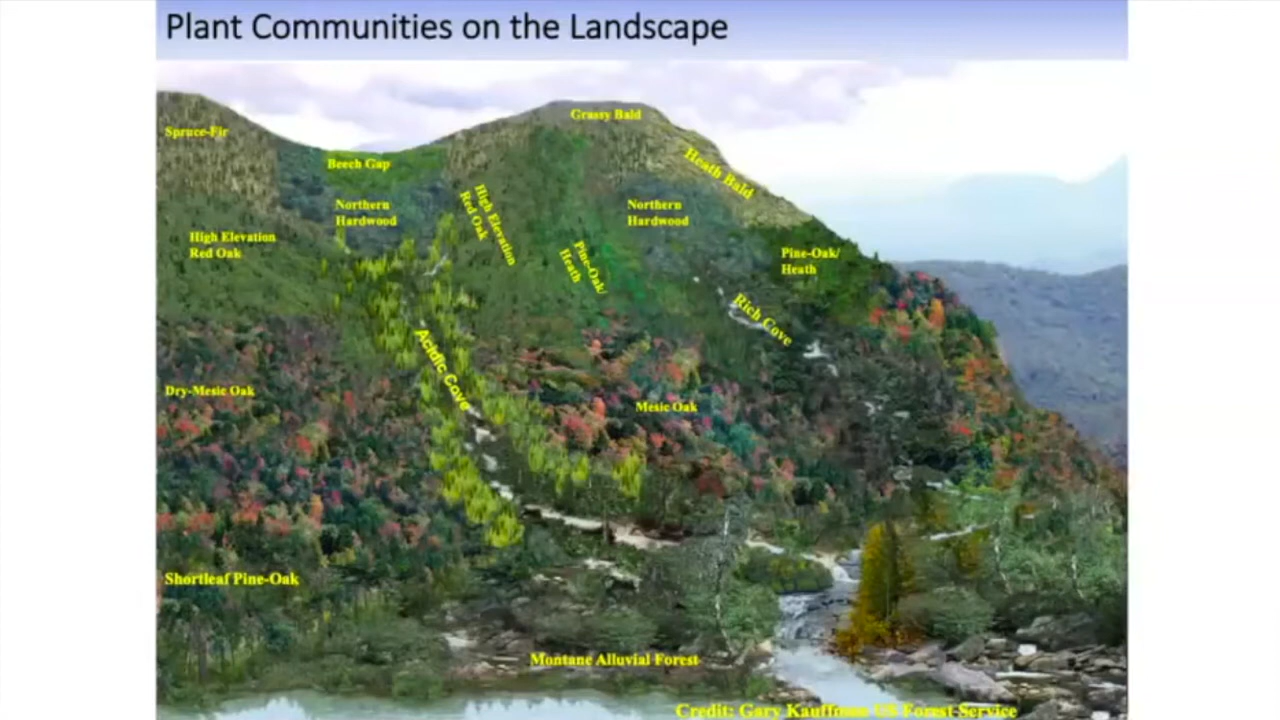 Plant Communities on the Landscape
Grassy Bald
Spruce-Fir
Beech Gap
Heath Bald
Northern
Hardwood
High Elevation
Red Oak
Northern
Hardwood
High Elevation
Red Oak
Pine-Oak/
Heath
Pine-Oak/
Heath
Rich Cove
Acidic Cove
Dry-Mesic Oak
Mesic Oak
Shortleaf Pine-Oak
Montane Alluvial Forest
Credit: Gary Kauffman US Forest Service